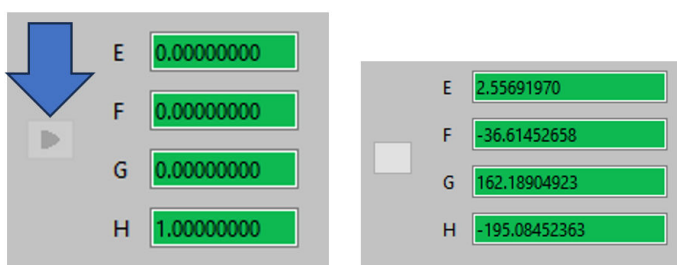 E 0.00000000
F 0.00000000
G 0.00000000
H 1.00000000
E 2.55691970
F -36.61452658
G 162.18904923
H -195.08452363